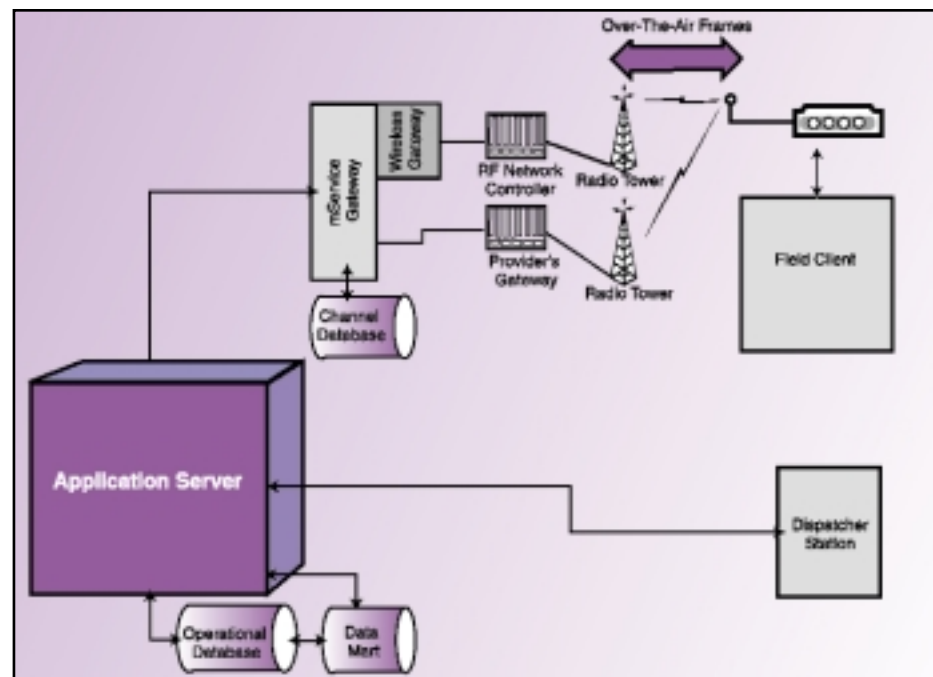 Over-The-Air Frames
mService
Gateway
Wireless
Gateway
RF Network
Controller
Radio Tower
Provider's
Gateway
Radio Tower
Field Client
Channel
Database
Application Server
Dispatcher
Station
Operational
Database
Data
Mart